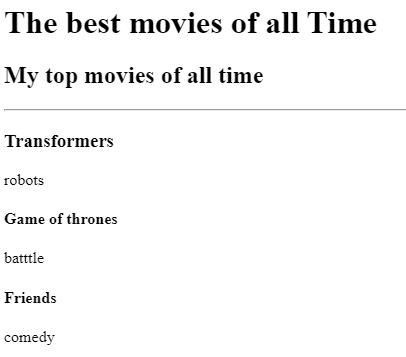 The best movies of all Time
My top movies of all time
Transformers
robots
Game of thrones
batttle
Friends
comedy